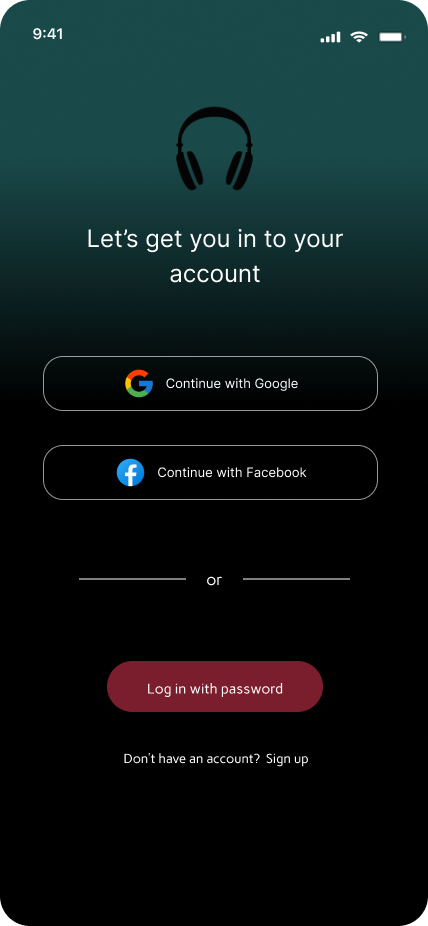 9:41
Let’s get you in to your
account
Continue with Google
Continue with Facebook
or
Log in with password
Don’t have an account? Sign up